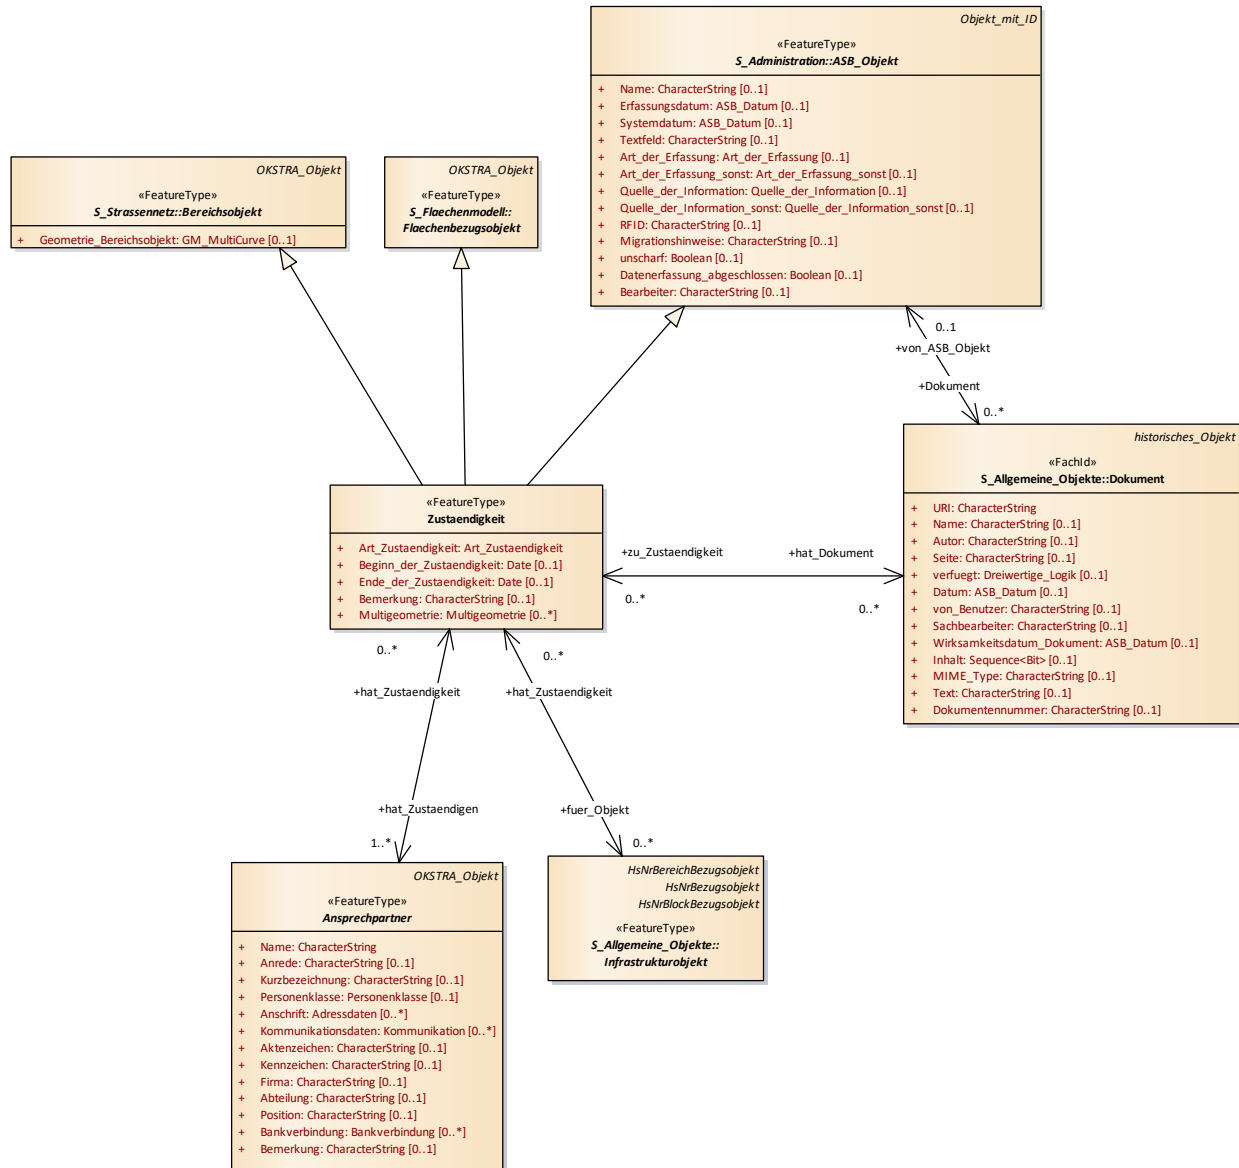 Objekt_mit_ID
«FeatureType»
S_Administration::ASB_Objekt
+ Name: CharacterString [0..1]
+ Erfassungsdatum: ASB_Datum [0..1]
+ Systemdatum: ASB_Datum [0..1]
+ Textfeld: CharacterString [0..1]
+ Art_der_Erfassung: Art_der_Erfassung [0..1]
+ Art_der_Erfassung_sonst: Art_der_Erfassung_sonst [0..1]
+ Quelle_der_Information: Quelle_der_Information [0..1]
+ Quelle_der_Information_sonst: Quelle_der_Information_sonst [0..1]
+ RFID: CharacterString [0..1]
+ Migrationshinweise: CharacterString [0..1]
+ unscharf: Boolean [0..1]
+ Datenerfassung_abgeschlossen: Boolean [0..1]
+ Bearbeiter: CharacterString [0..1]
OKSTRA_Objekt
«FeatureType»
S_Strassennetz::Bereichsobjekt
+ Geometrie_Bereichsobjekt: GM_MultiCurve [0..1]
OKSTRA_Objekt
«FeatureType»
S_Flaechenmodell::
Flaechenbezugsobjekt
0..1
+von_ASB_Objekt
+Dokument
0..*
historisches_Objekt
«FachId»
S_Allgemeine_Objekte::Dokument
+ URI: CharacterString
+ Name: CharacterString [0..1]
+ Autor: CharacterString [0..1]
+ Seite: CharacterString [0..1]
+ verfuegt: Dreiwertige_Logik [0..1]
+ Datum: ASB_Datum [0..1]
+ von_Benutzer: CharacterString [0..1]
+ Sachbearbeiter: CharacterString [0..1]
+ Wirksamkeitsdatum_Dokument: ASB_Datum [0..1]
+ Inhalt: Sequence<Bit> [0..1]
+ MIME_Type: CharacterString [0..1]
+ Text: CharacterString [0..1]
+ Dokumentennummer: CharacterString [0..1]
«FeatureType»
Zustaendigkeit
+ Art_Zustaendigkeit: Art_Zustaendigkeit
+ Beginn_der_Zustaendigkeit: Date [0..1]
+ Ende_der_Zustaendigkeit: Date [0..1]
+ Bemerkung: CharacterString [0..1]
+ Multigeometrie: Multigeometrie [0..*]
+zu_Zustaendigkeit
+hat_Dokument
0..*
0..*
0..*
0..*
+hat_Zustaendigkeit
+hat_Zustaendigkeit
+hat_Zustaendigen
+fuer_Objekt
1..*
0..*
OKSTRA_Objekt
«FeatureType»
Ansprechpartner
+ Name: CharacterString
+ Anrede: CharacterString [0..1]
+ Kurzbezeichnung: CharacterString [0..1]
+ Personenklasse: Personenklasse [0..1]
+ Anschrift: Adressdaten [0..*]
+ Kommunikationsdaten: Kommunikation [0..*]
+ Aktenzeichen: CharacterString [0..1]
+ Kennzeichen: CharacterString [0..1]
+ Firma: CharacterString [0..1]
+ Abteilung: CharacterString [0..1]
+ Position: CharacterString [0..1]
+ Bankverbindung: Bankverbindung [0..*]
+ Bemerkung: CharacterString [0..1]
HsNrBereichBezugsobjekt
HsNrBezugsobjekt
HsNrBlockBezugsobjekt
«FeatureType»
S_Allgemeine_Objekte::
Infrastrukturobjekt